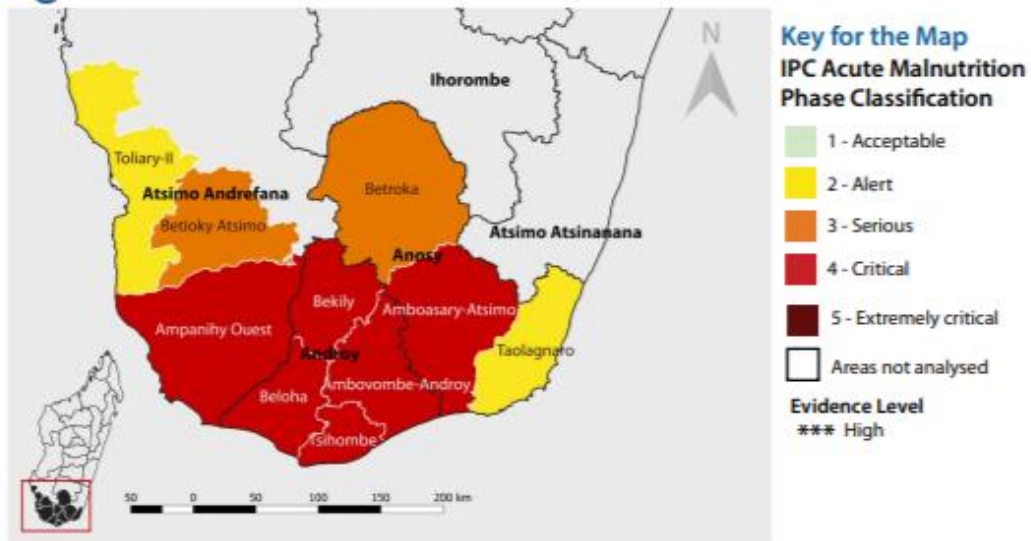 N
Ihorombe
Toliary-II
Atsimo Andrefana
Betroka
Betioky Atsimo
Atsimo Atsinanana
Anosy
Bekily
Amboasary-Atsimo
Ampanihy Ouest
Androy
Taolagnaro
Beloha
Ambovombe-Androy
Tsihombe
50 0 50 100 150 200 km
Key for the Map
IPC Acute Malnutrition
Phase Classification
1 - Acceptable
2 - Alert
3 - Serious
4 - Critical
5 - Extremely critical
Areas not analysed
Evidence Level
*** High